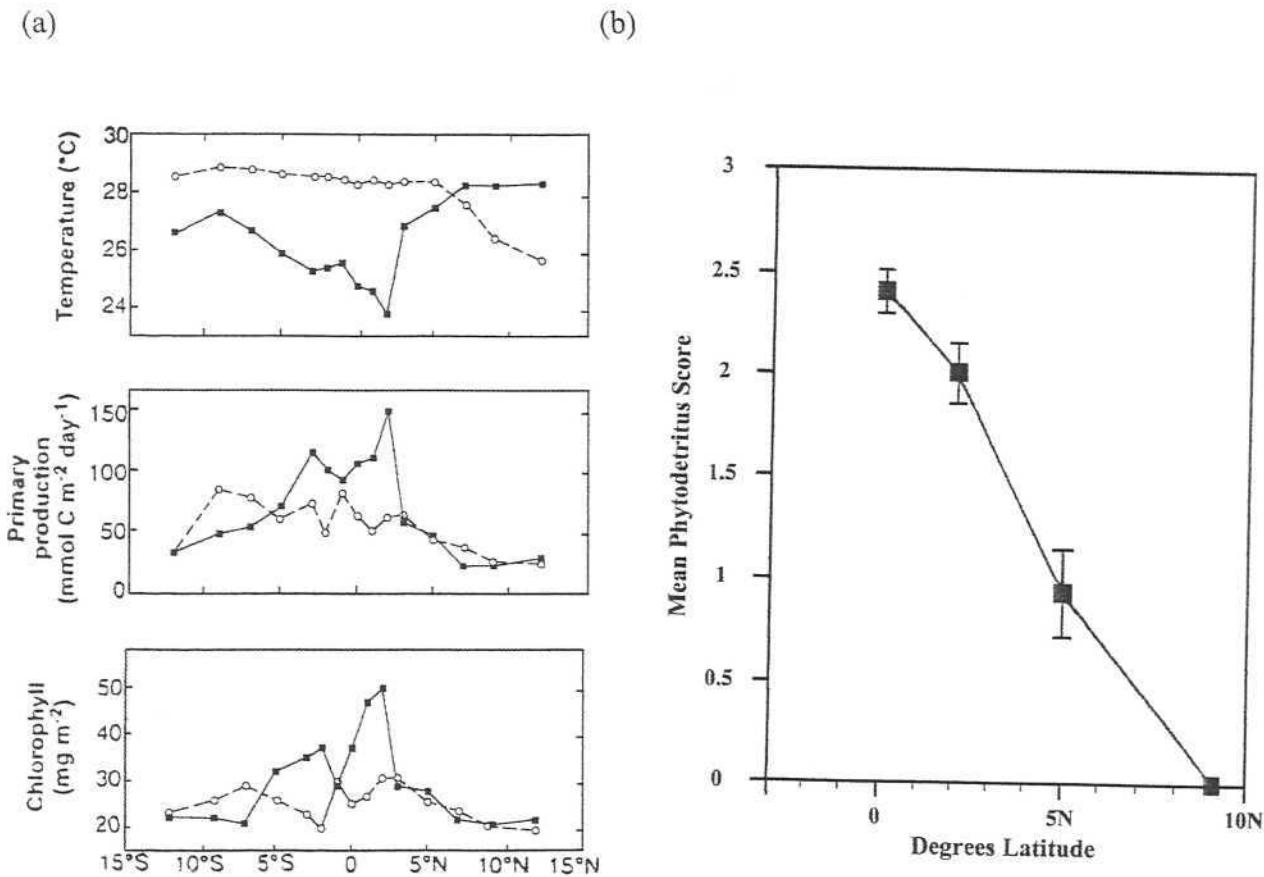 (a)
(b)
Temperature (°C)
30
28
26
24
Primary
production
(mmol C m-2 day-1)
150
100
50
0
Chlorophyll
(mg m-2)
50
40
30
20
15°S 10°S 5°S 0 5°N 10°N 15°N
Mean Phytodetritus Score
3
2.5
2
1.5
1
0.5
0
0 5N 10N
Degrees Latitude